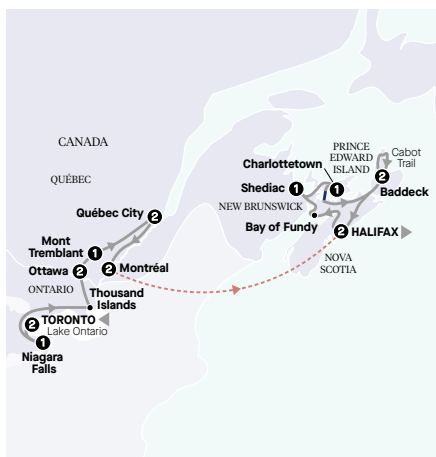 CANADA
QUÉBEC
Québec City
2
Mont
Tremblant
1
Ottawa
2
2
Montréal
ONTARIO
Thousand
Islands
2
TORONTO
Lake Ontario
1
Niagara
Falls
PRINCE
EDWARD
ISLAND
Cabot
Trail
Charlottetown
1
Shediac
1
2
Baddeck
NEW BRUNSWICK
Bay of Fundy
2
HALIFAX
NOVA
SCOTIA